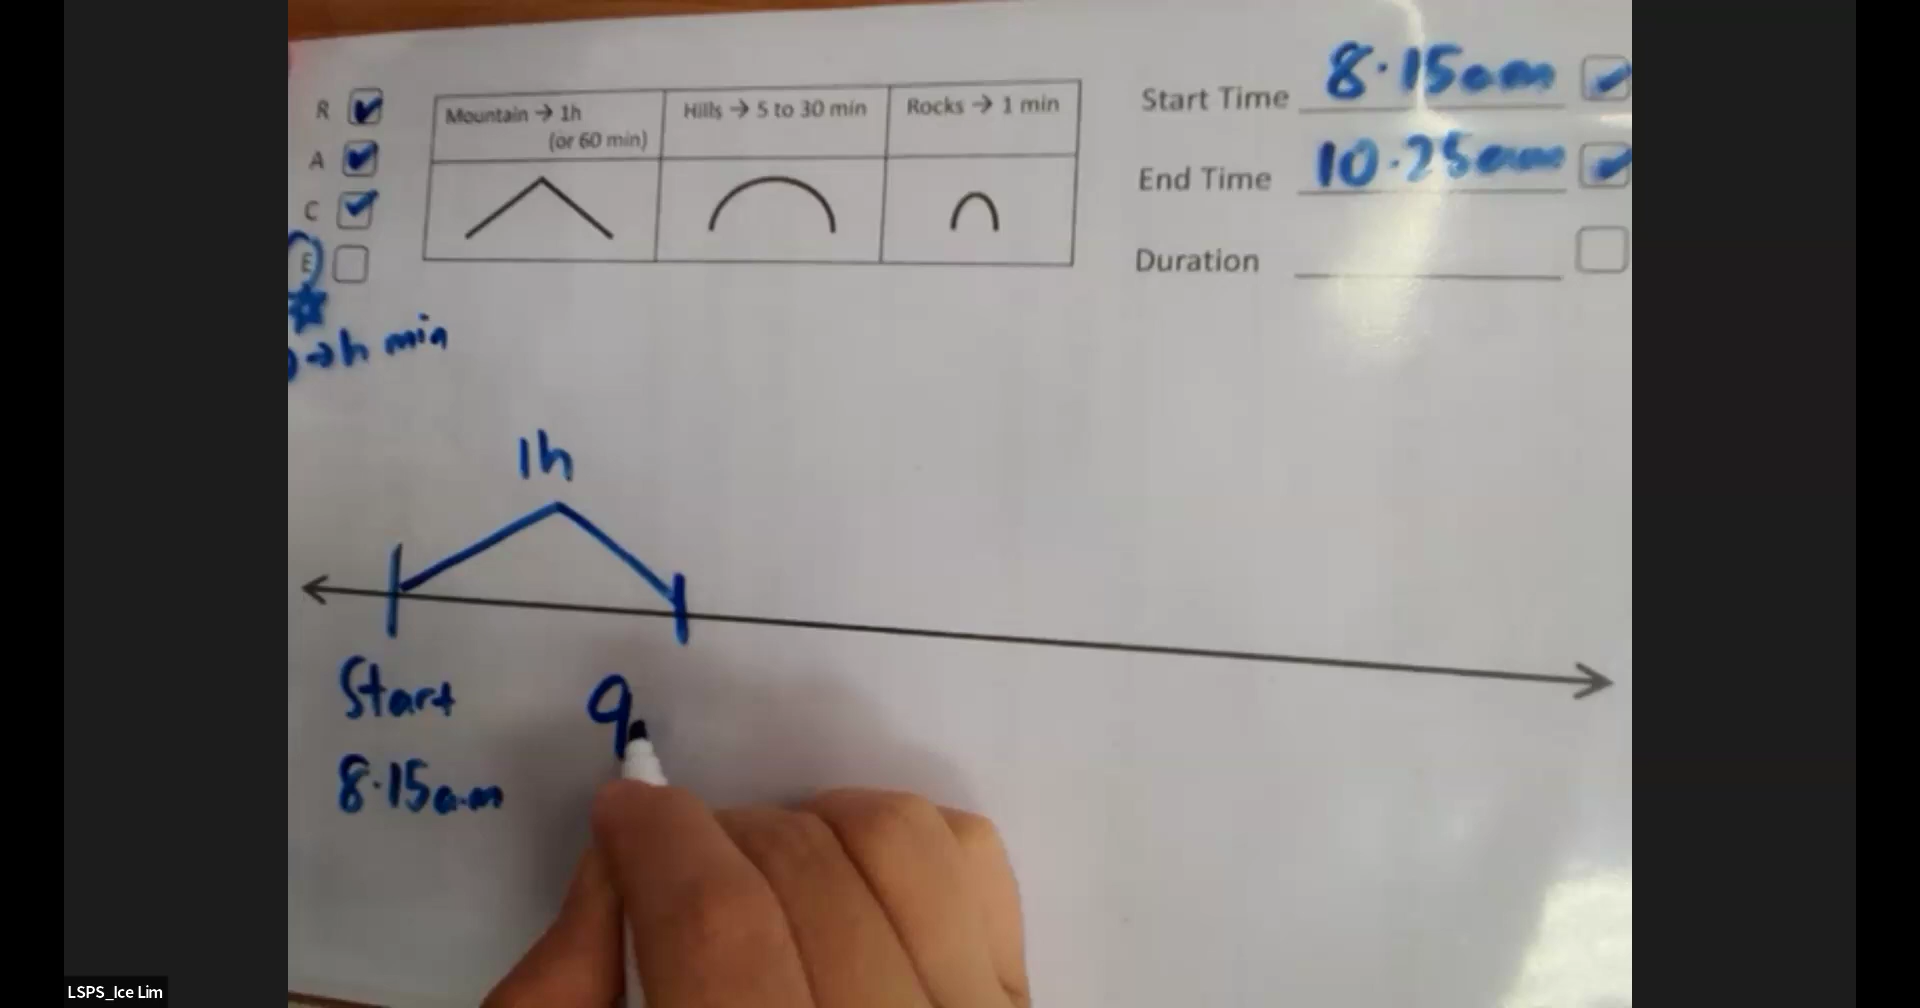 R
A
C
E
→ h min
Mountain → 1h
(or 60 min)
Hills → 5 to 30 min
Rocks → 1 min
Start Time 8.15am
End Time 10.25am
Duration
1h
Start
8.15am
9
LSPS_Ice Lim